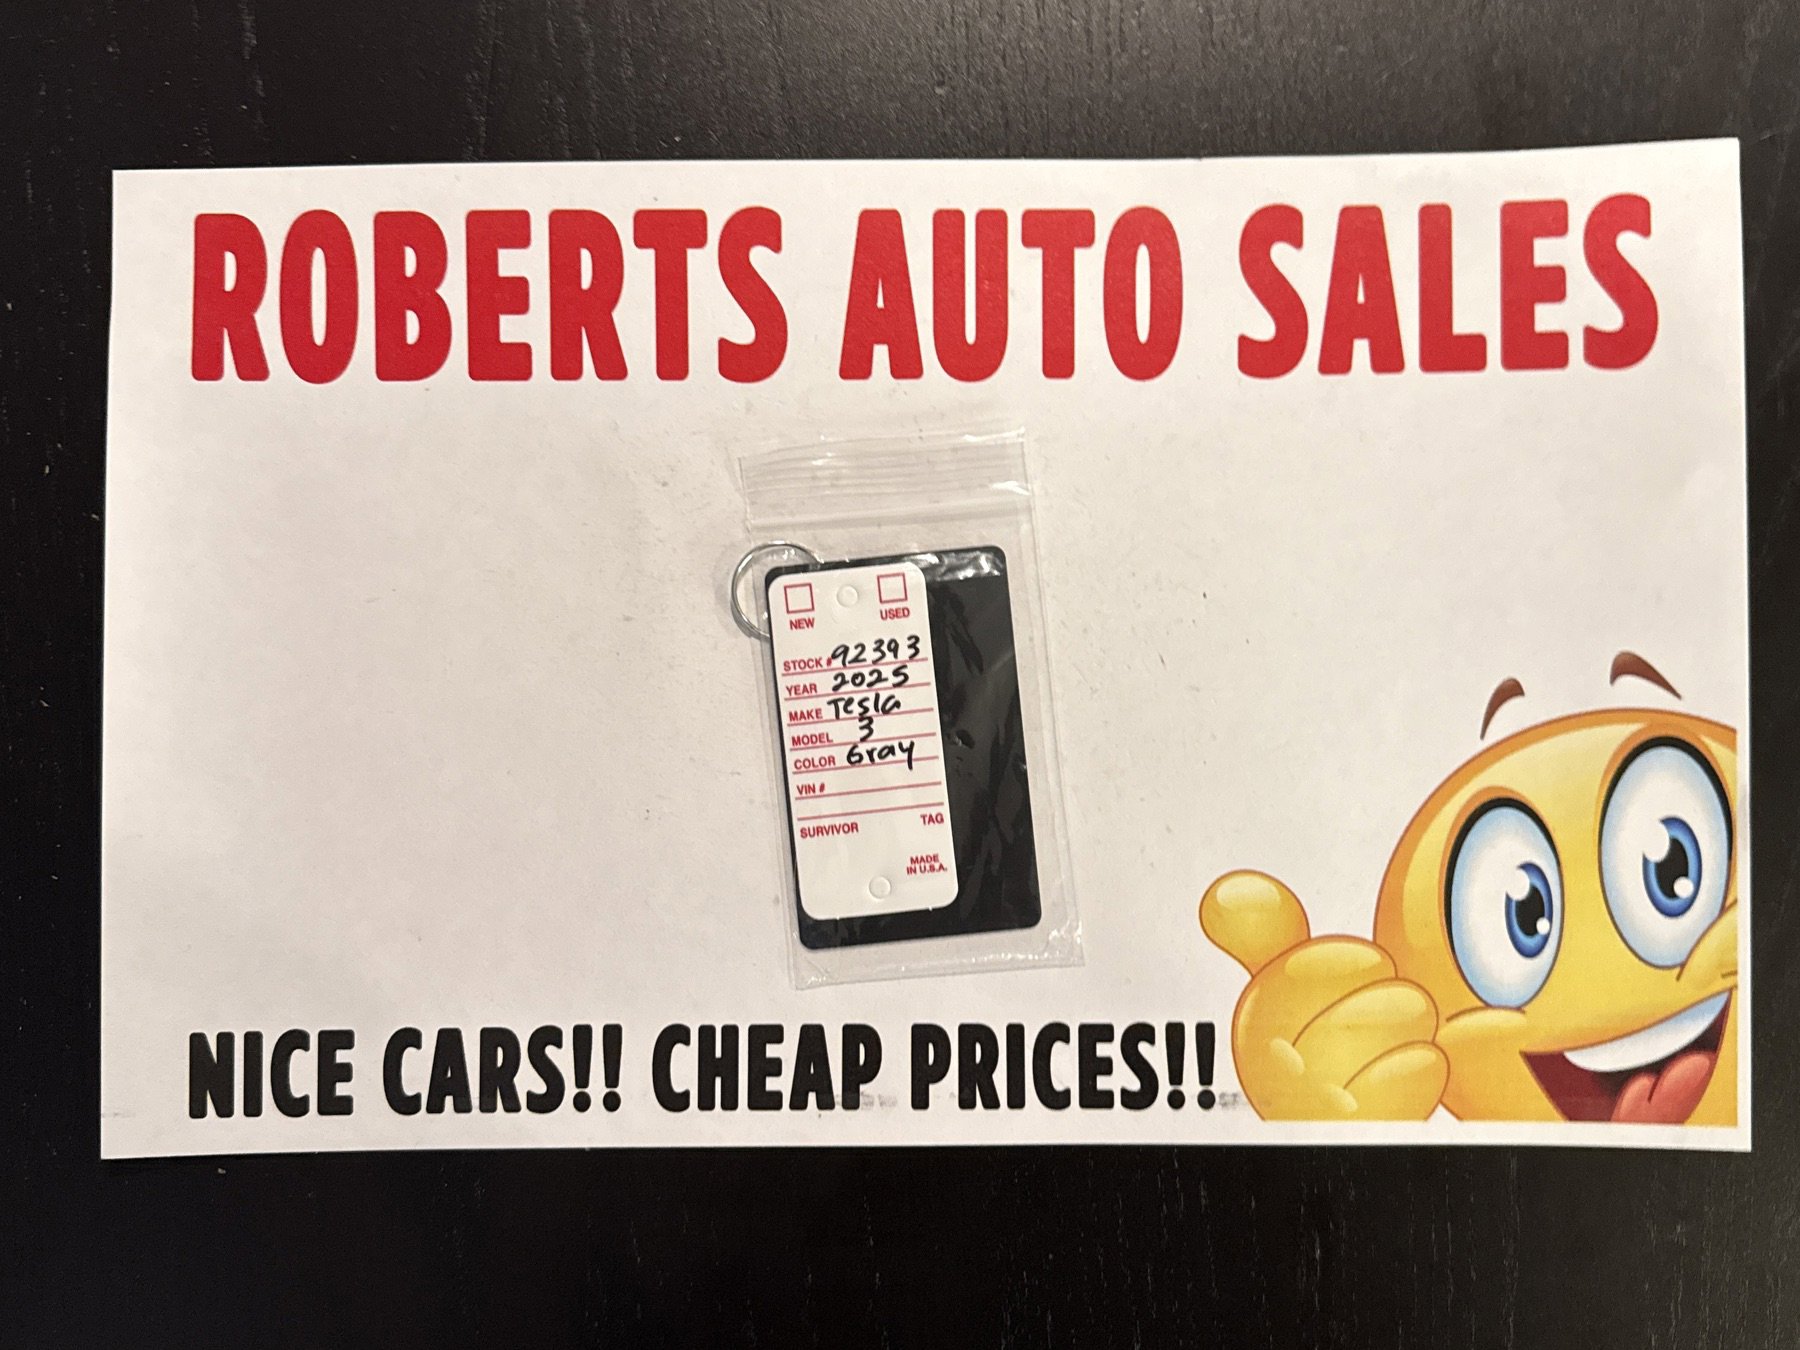 ROBERTS AUTO SALES
NEW USED
STOCK # 92393
YEAR 2025
MAKE Tesla
MODEL 3
COLOR Gray
VIN #
SURVIVOR TAG
MADE
IN U.S.A.
NICE CARS!! CHEAP PRICES!!